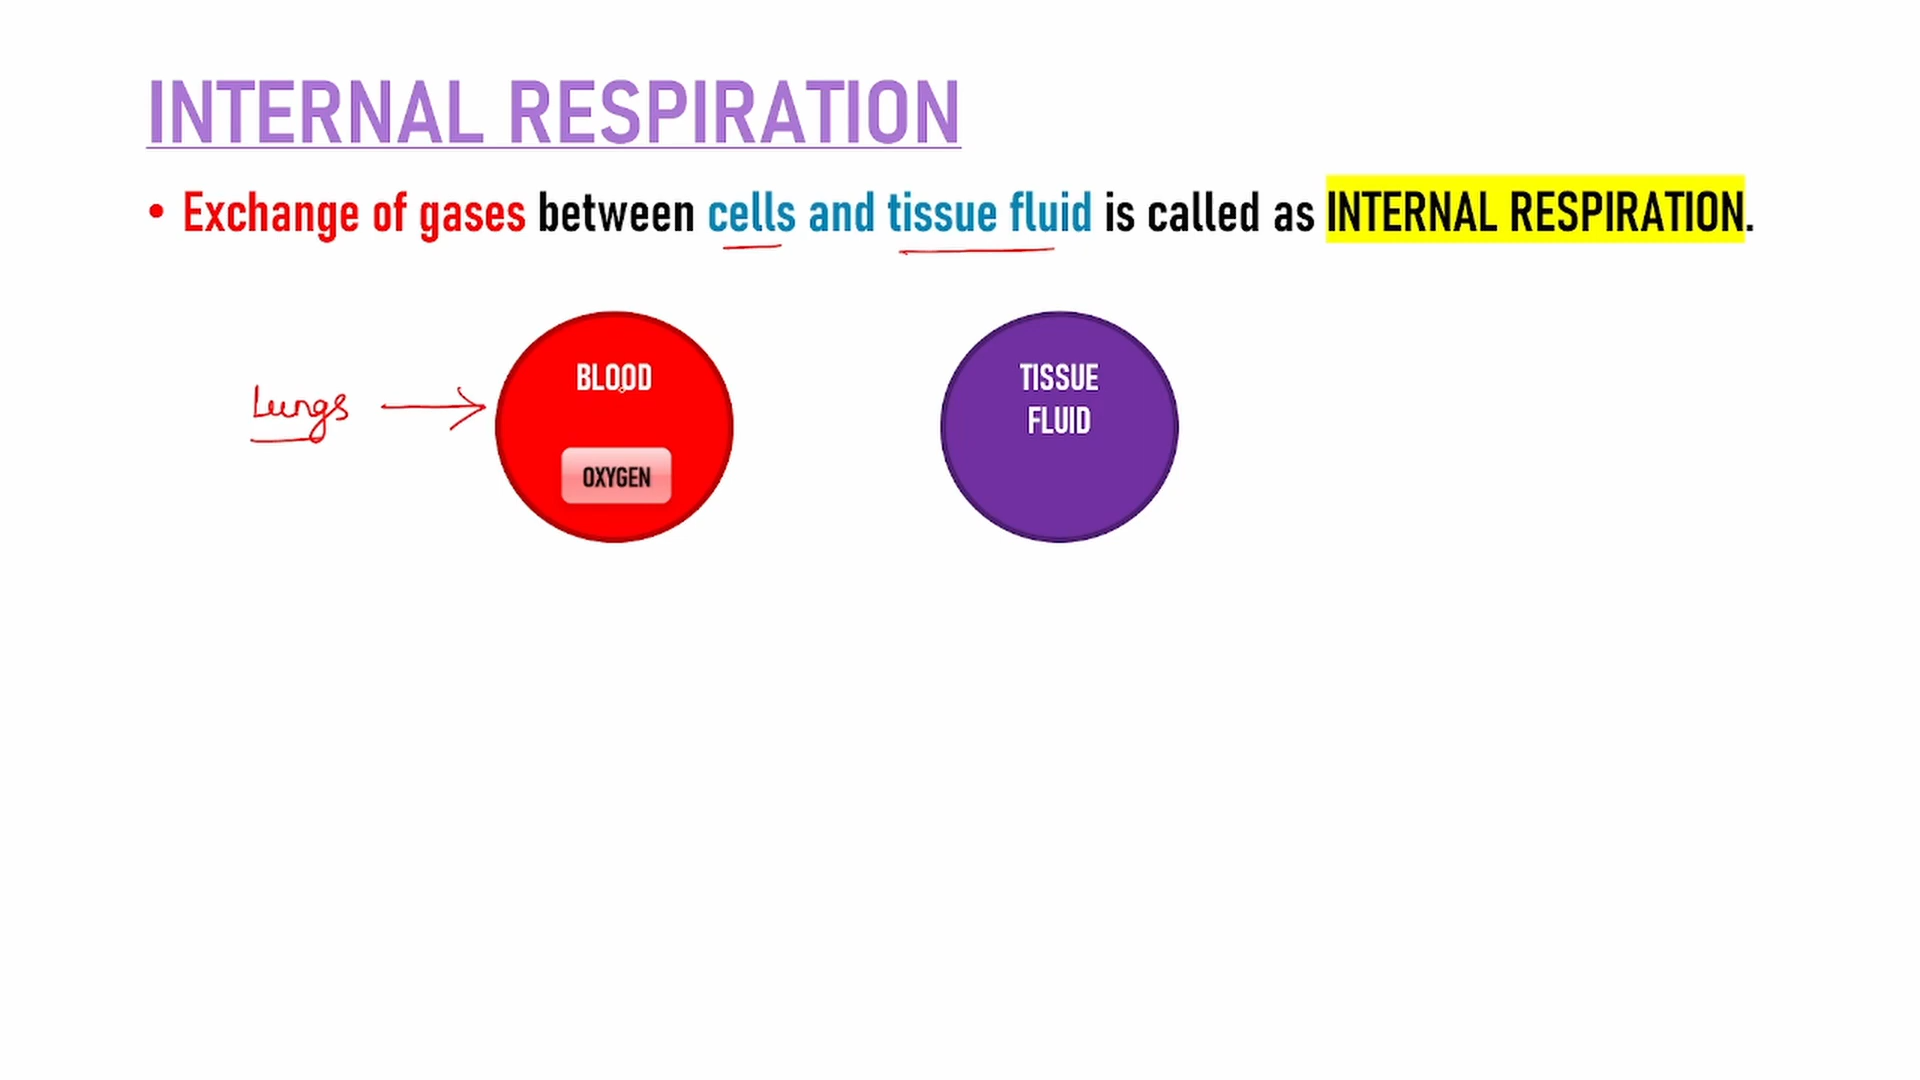 INTERNAL RESPIRATION
• Exchange of gases between cells and tissue fluid is called as INTERNAL RESPIRATION.
Lungs
BLOOD
OXYGEN
TISSUE
FLUID